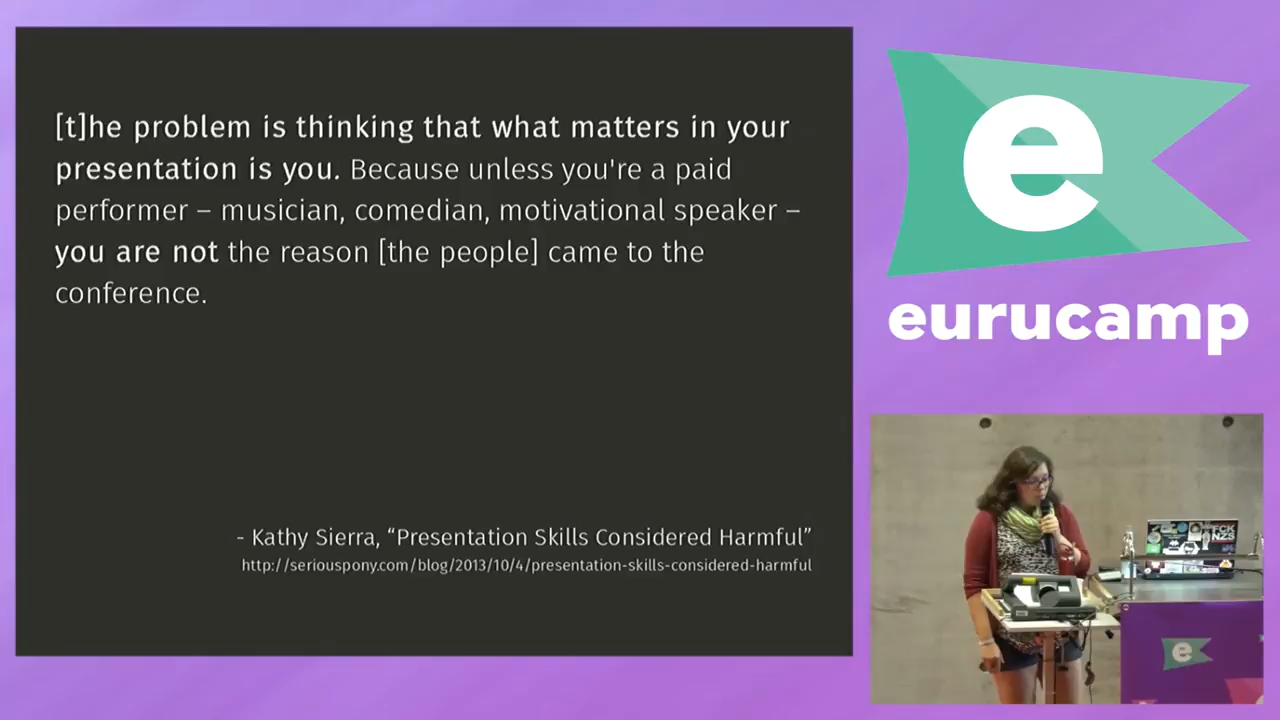 [t]he problem is thinking that what matters in your
presentation is you. Because unless you're a paid
performer – musician, comedian, motivational speaker –
you are not the reason [the people] came to the
conference.
- Kathy Sierra, “Presentation Skills Considered Harmful”
http://seriouspony.com/blog/2013/10/4/presentation-skills-considered-harmful
e
eurucamp
FCK
NZS
e